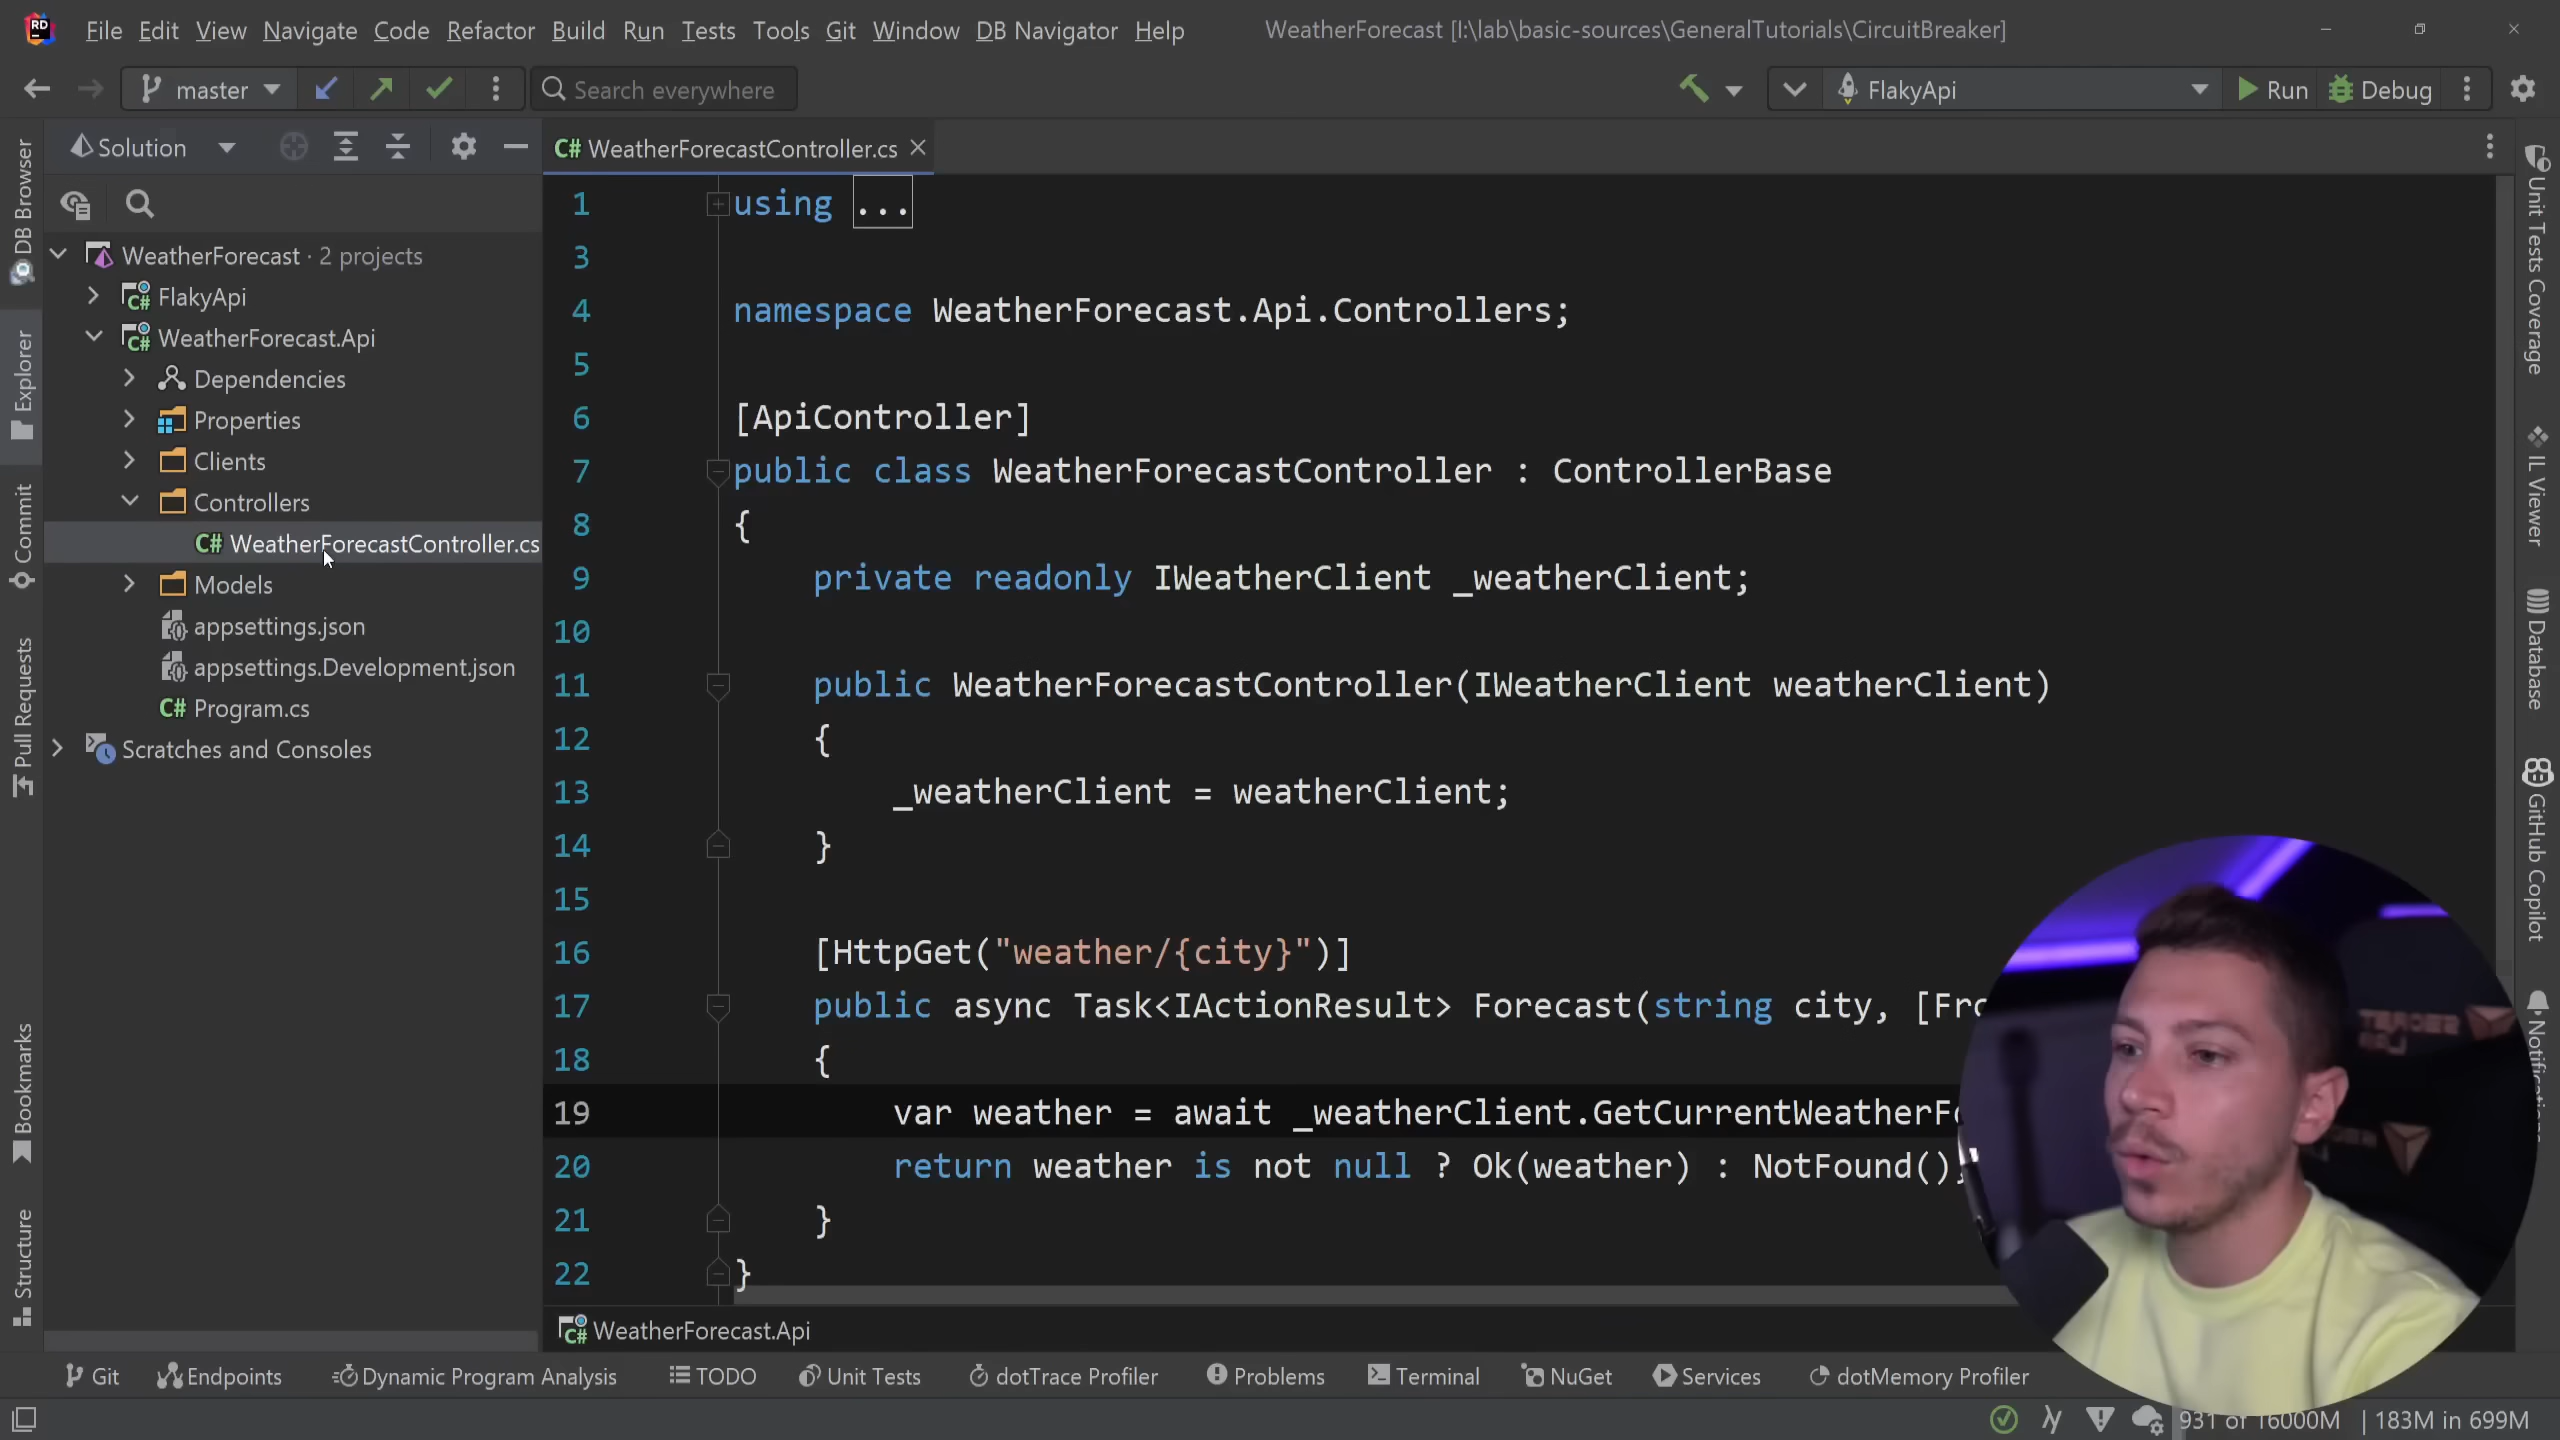 RD File Edit View Navigate Code Refactor Build Run Tests Tools Git Window DB Navigator Help WeatherForecast [I:\lab\basic-sources\GeneralTutorials\CircuitBreaker]
master Search everywhere FlakyApi Run Debug
Solution
C# WeatherForecastController.cs
WeatherForecast · 2 projects
C# FlakyApi
C# WeatherForecast.Api
Dependencies
Properties
Clients
Controllers
C# WeatherForecastController.cs
Models
appsettings.json
appsettings.Development.json
C# Program.cs
Scratches and Consoles
DB Browser
Explorer
Commit
Pull Requests
Bookmarks
Structure
1 using ...
3
4 namespace WeatherForecast.Api.Controllers;
5
6 [ApiController]
7 public class WeatherForecastController : ControllerBase
8 {
9 private readonly IWeatherClient _weatherClient;
10
11 public WeatherForecastController(IWeatherClient weatherClient)
12 {
13 _weatherClient = weatherClient;
14 }
15
16 [HttpGet("weather/{city}")]
17 public async Task<IActionResult> Forecast(string city, [Fro
18 {
19 var weather = await _weatherClient.GetCurrentWeatherFo
20 return weather is not null ? Ok(weather) : NotFound();
21 }
22 }
C# WeatherForecast.Api
Unit Tests Coverage
IL Viewer
Database
GitHub Copilot
Notifications
Git Endpoints Dynamic Program Analysis TODO Unit Tests dotTrace Profiler Problems Terminal NuGet Services dotMemory Profiler
931 of 16000M 183M in 699M